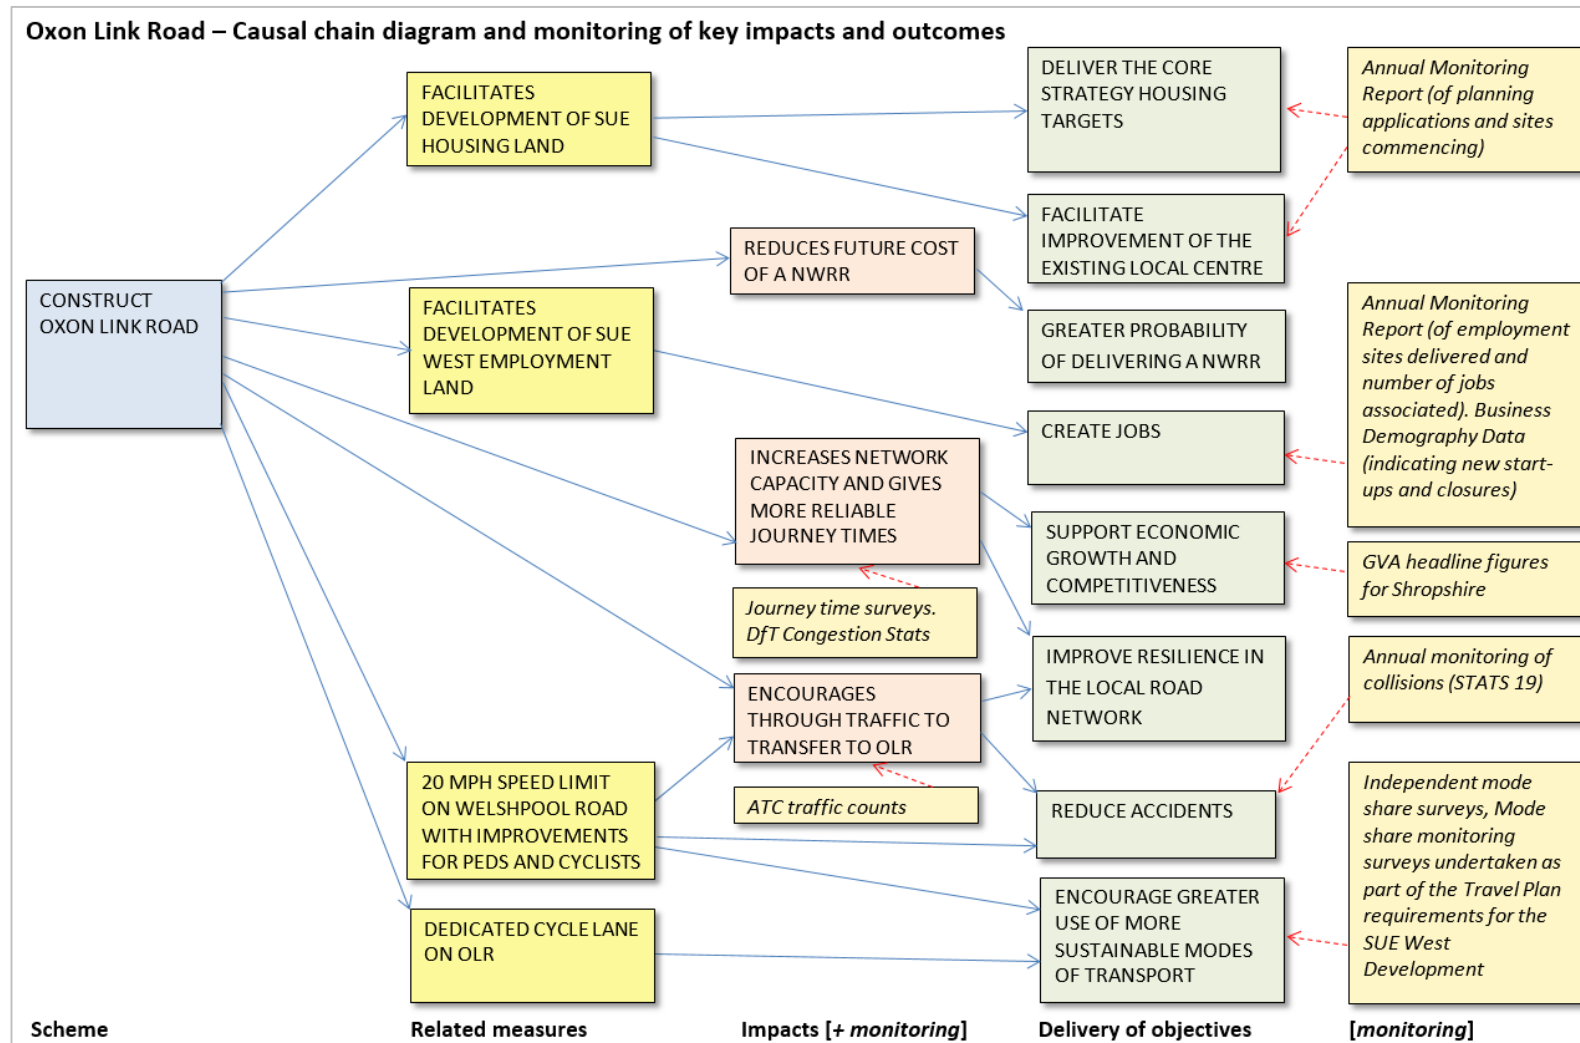 Oxon Link Road – Causal chain diagram and monitoring of key impacts and outcomes
CONSTRUCT
OXON LINK ROAD
FACILITATES
DEVELOPMENT OF SUE
HOUSING LAND
FACILITATES
DEVELOPMENT OF SUE
WEST EMPLOYMENT
LAND
20 MPH SPEED LIMIT
ON WELSHPOOL ROAD
WITH IMPROVEMENTS
FOR PEDS AND CYCLISTS
DEDICATED CYCLE LANE
ON OLR
REDUCES FUTURE COST
OF A NWRR
INCREASES NETWORK
CAPACITY AND GIVES
MORE RELIABLE
JOURNEY TIMES
Journey time surveys.
DfT Congestion Stats
ENCOURAGES
THROUGH TRAFFIC TO
TRANSFER TO OLR
ATC traffic counts
DELIVER THE CORE
STRATEGY HOUSING
TARGETS
FACILITATE
IMPROVEMENT OF THE
EXISTING LOCAL CENTRE
GREATER PROBABILITY
OF DELIVERING A NWRR
CREATE JOBS
SUPPORT ECONOMIC
GROWTH AND
COMPETITIVENESS
IMPROVE RESILIENCE IN
THE LOCAL ROAD
NETWORK
REDUCE ACCIDENTS
ENCOURAGE GREATER
USE OF MORE
SUSTAINABLE MODES
OF TRANSPORT
Annual Monitoring
Report (of planning
applications and sites
commencing)
Annual Monitoring
Report (of employment
sites delivered and
number of jobs
associated). Business
Demography Data
(indicating new start-
ups and closures)
GVA headline figures
for Shropshire
Annual monitoring of
collisions (STATS 19)
Independent mode
share surveys, Mode
share monitoring
surveys undertaken as
part of the Travel Plan
requirements for the
SUE West
Development
Scheme
Related measures
Impacts [+ monitoring]
Delivery of objectives
[monitoring]